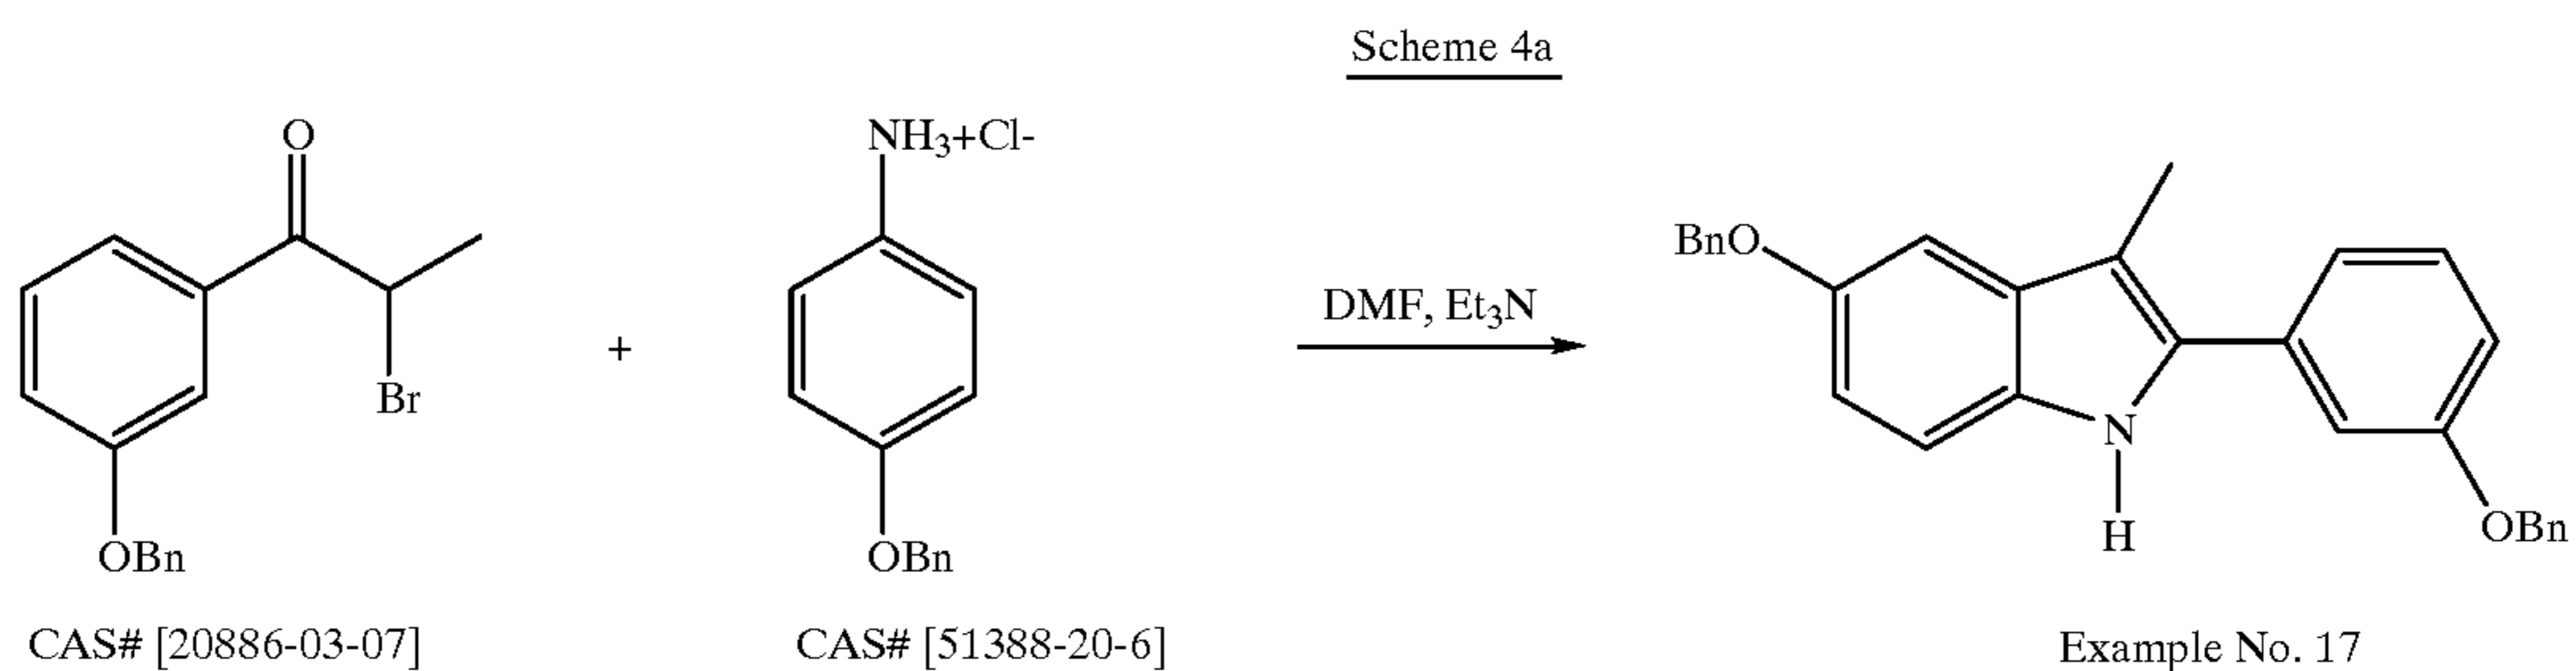 Scheme 4a
O
Br
OBn
CAS# [20886-03-07]
+
NH3+Cl-
OBn
CAS# [51388-20-6]
DMF, Et3N
BnO
N
H
OBn
Example No. 17